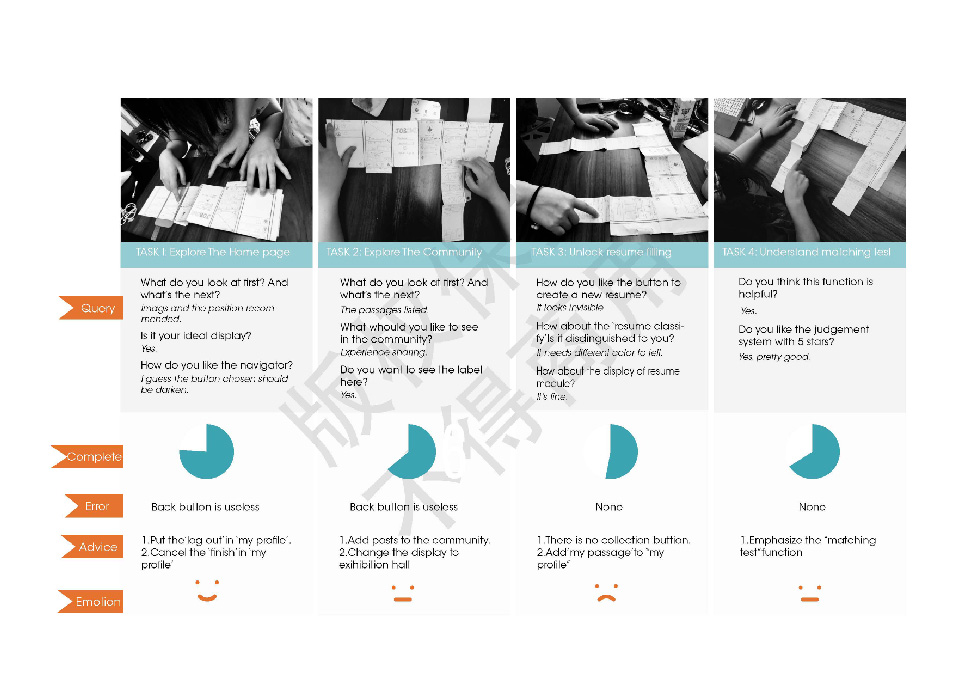 TASK 1: Explore The Home page
TASK 2: Explore The Community
TASK 3: Unlock resume filling
TASK 4: Understand matching test
Query
What do you look at first? And
what's the next?
Image and the position recom
mended.
Is it your ideal display?
Yes.
How do you like the navigator?
I guess the button chosen should
be darken.
What do you look at first? And
what's the next?
The passages listed.
What whould you like to see
in the community?
Experience sharing.
Do you want to see the label
here?
Yes.
How do you like the button to
create a new resume?
It looks invisible
How about the 'resume classi-
fy'Is it disdinguished to you?
It needs different color to tell.
How about the display of resume
module?
It's fine.
Do you think this function is
helpful?
Yes.
Do you like the judgement
system with 5 stars?
Yes, pretty good.
Complete
Error
Back button is useless
Back button is useless
None
None
Advice
1.Put the'log out'in 'my profile'.
2.Cancel the 'finish'in 'my
profile'
1.Add posts to the community.
2.Change the display to
exihibition hall
1.There is no collection buttion.
2.Add'my passage'to "my
profile"
1.Emphasize the "matching
test"function
Emotion
版权保
不得商用